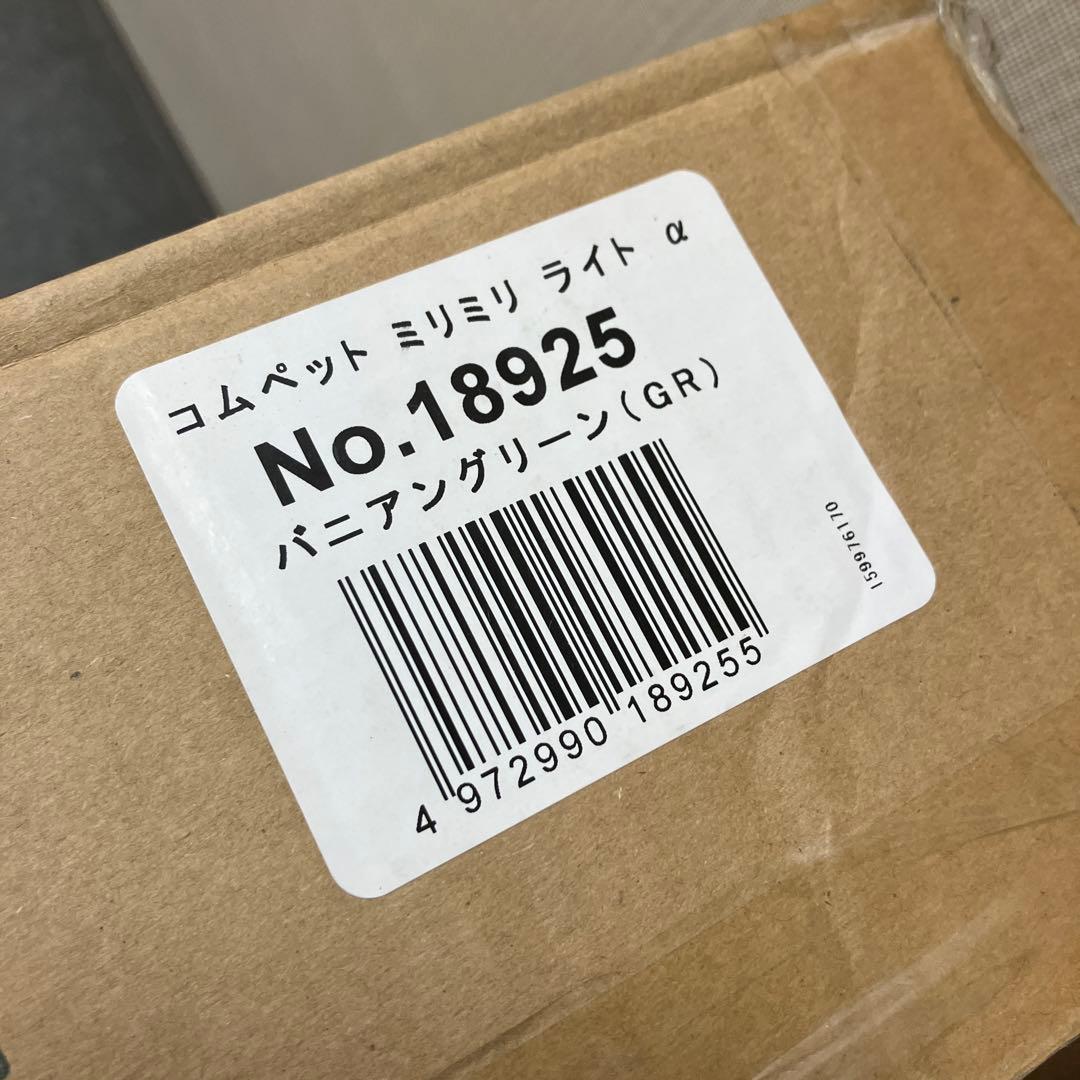 コムペット ミリミリ ライト α
No.18925
バニアングリーン(GR)
4 972990 189255
159976170